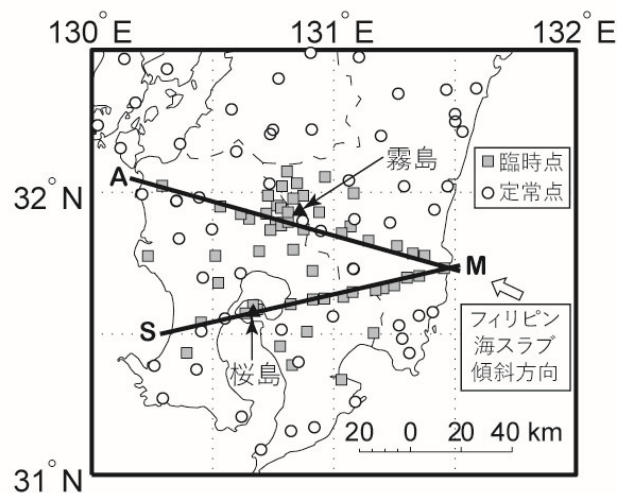 130°E
131°E
132°E
霧島
臨時点
定常点
A
32°N
M
S
フィリピン
海スラブ
傾斜方向
桜島
20 0 20 40 km
31°N